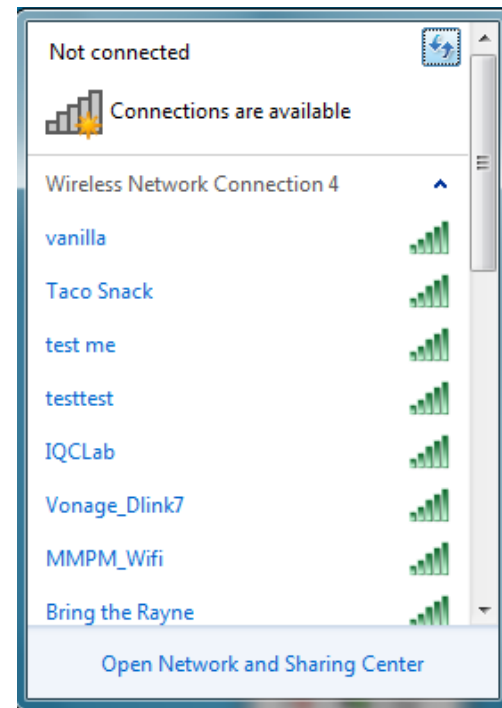 Not connected
Connections are available
Wireless Network Connection 4
vanilla
Taco Snack
test me
testtest
IQCLab
Vonage_Dlink7
MMPM_Wifi
Bring the Rayne
Open Network and Sharing Center